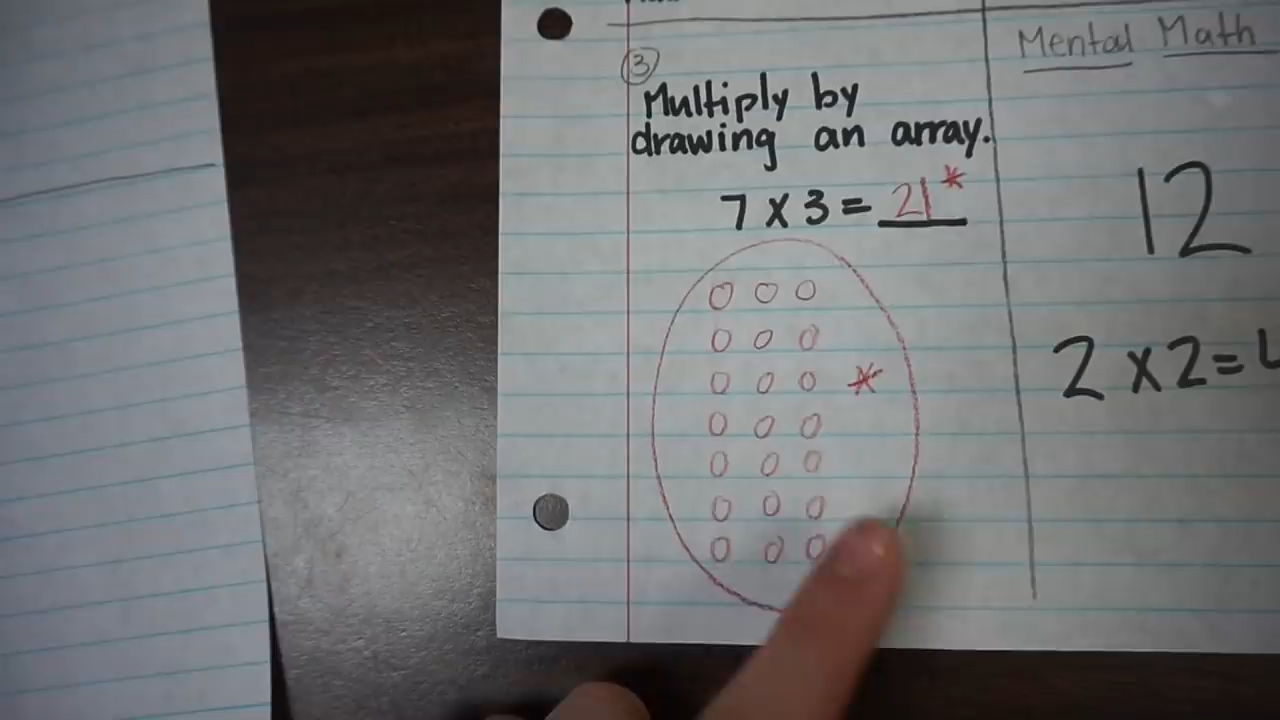 3
Multiply by
drawing an array.
7 x 3 = 21*
*
Mental Math
12
2 x 2 =